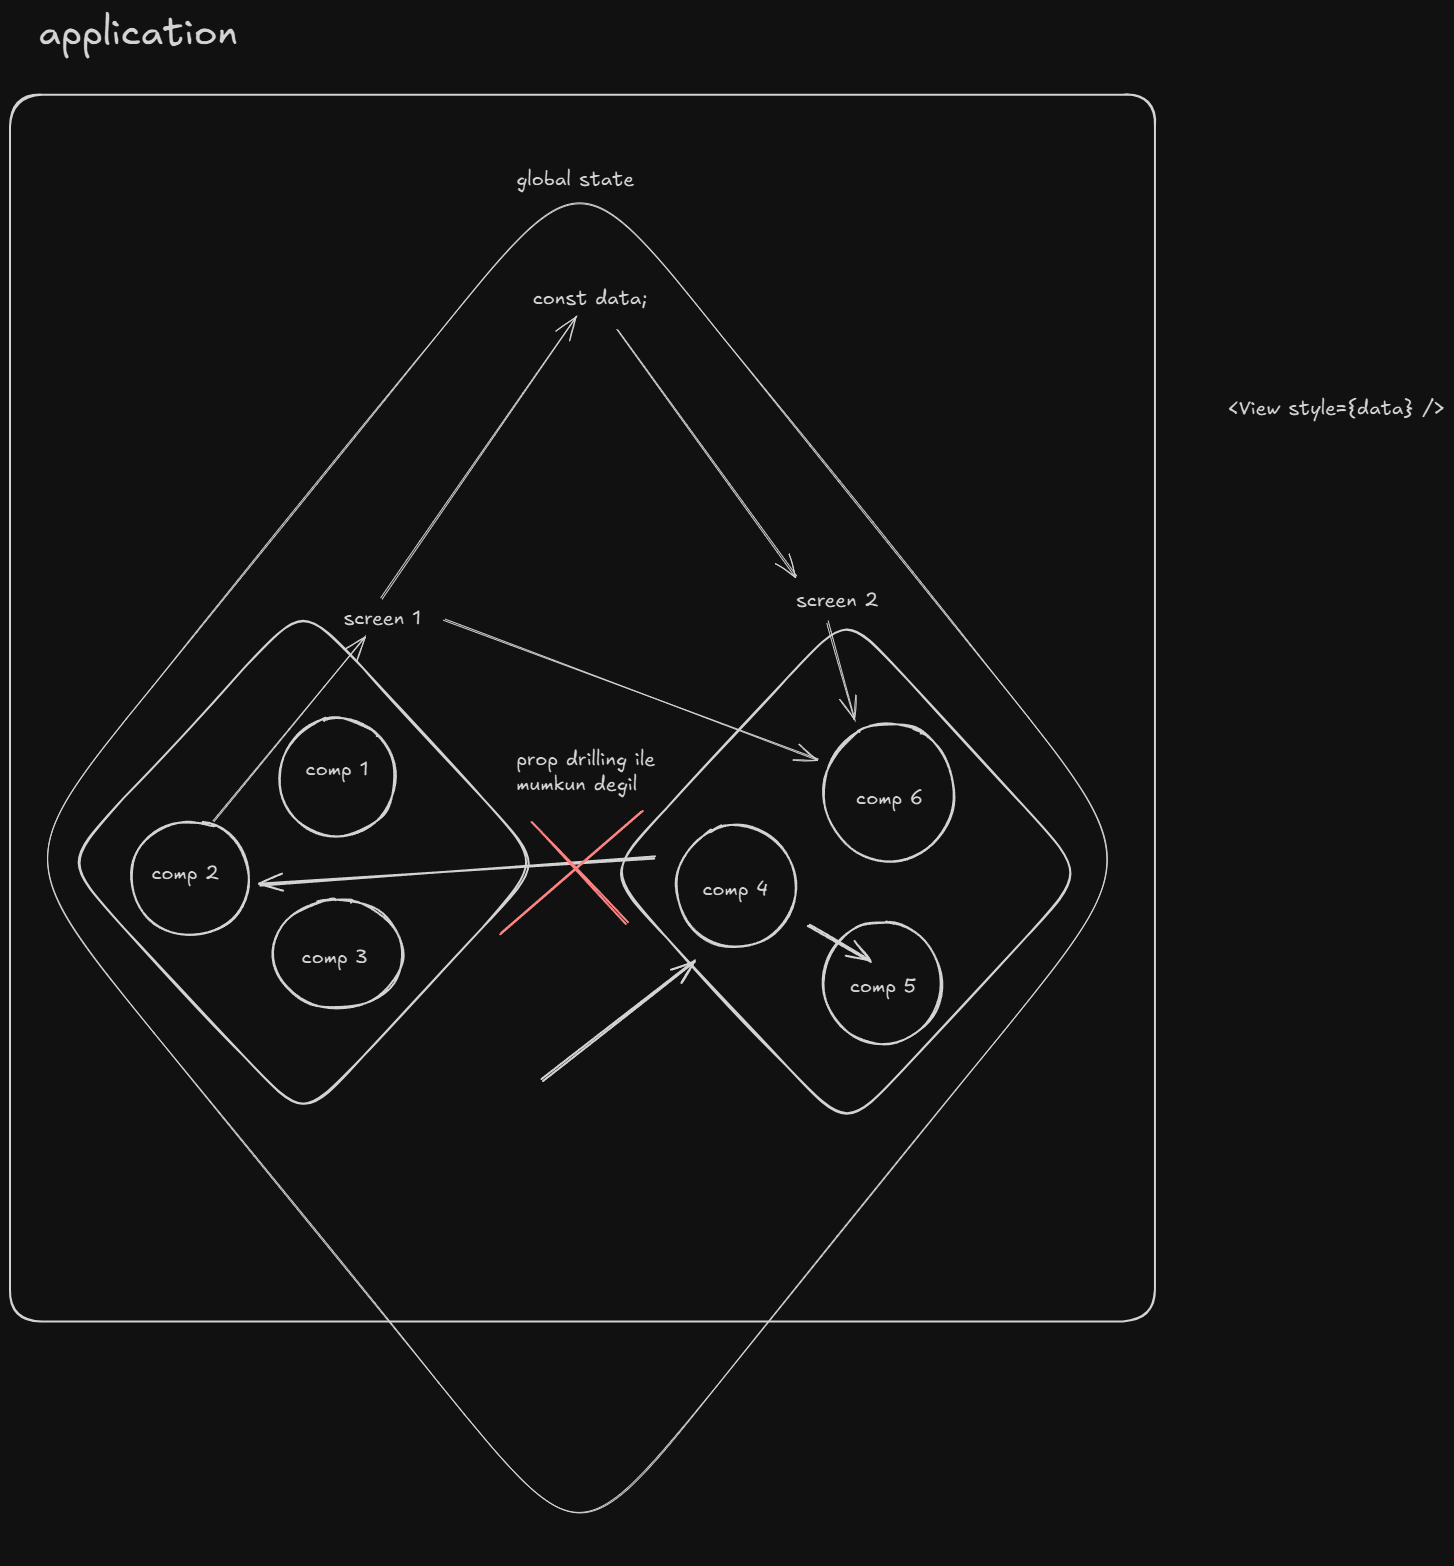 application
global state
const data;
<View style={data} />
screen 2
screen 1
prop drilling ile
mumkun degil
comp 1
comp 6
comp 2
comp 4
comp 3
comp 5